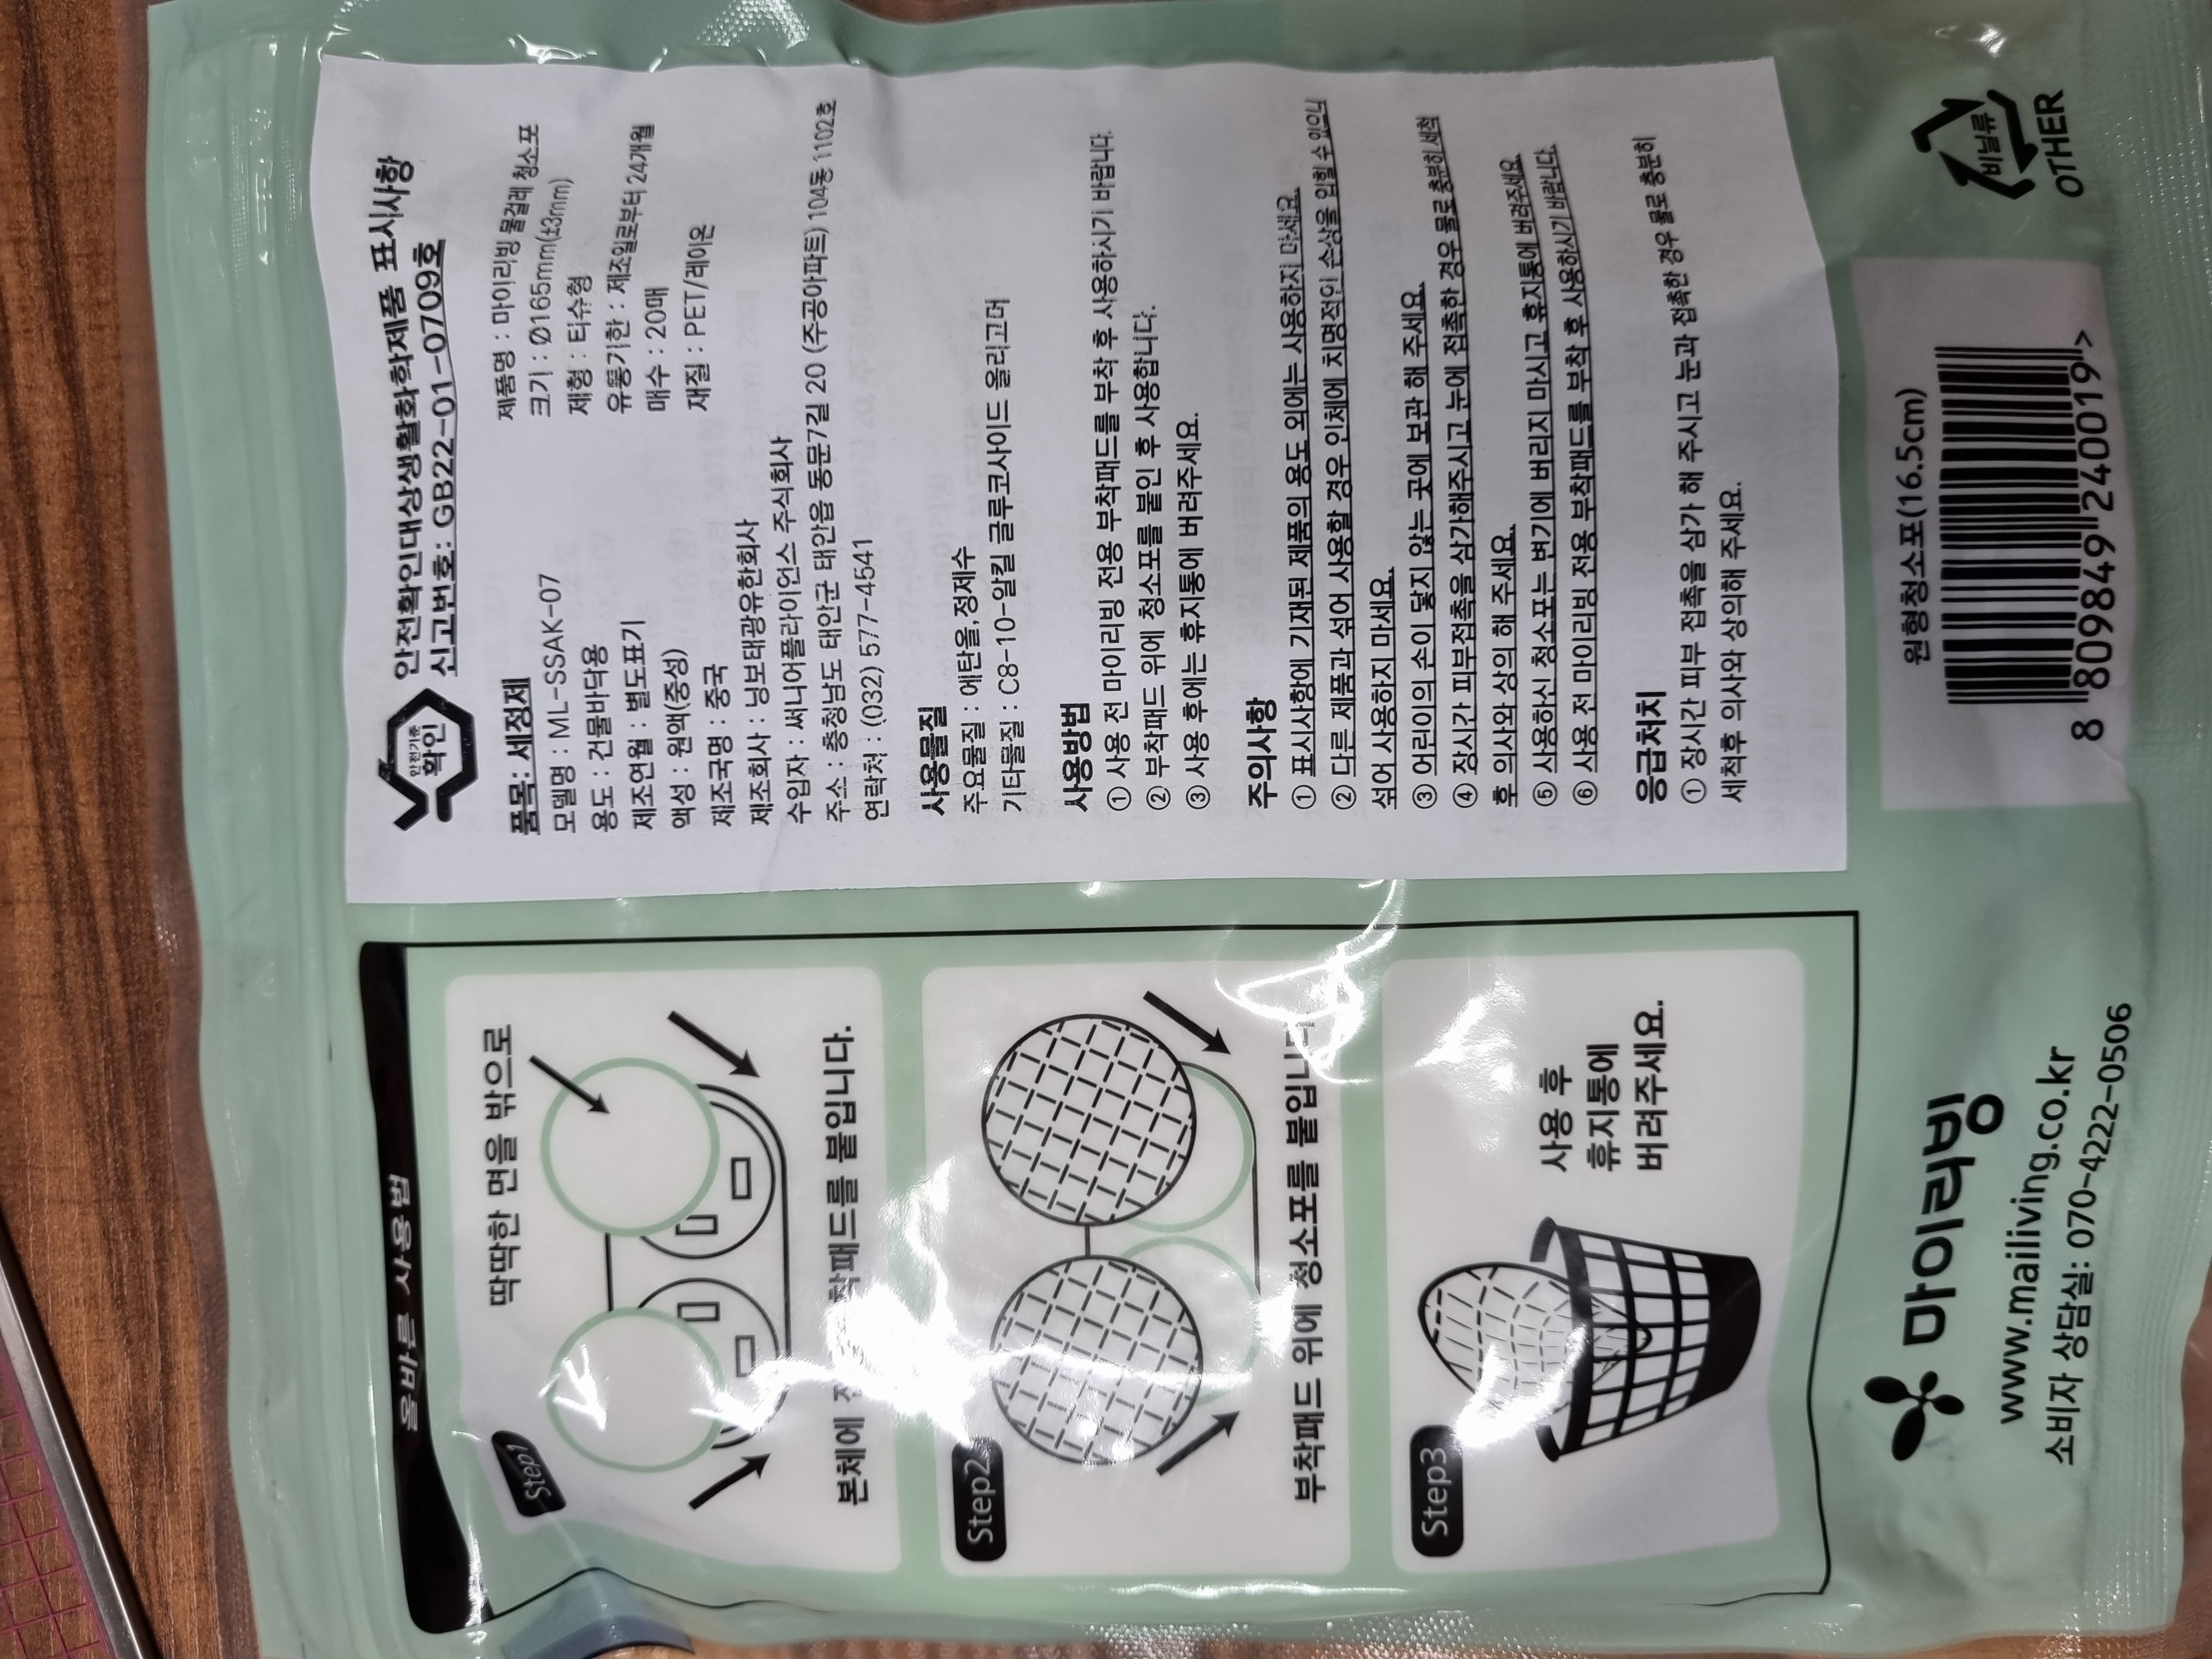 올바른 사용법
Step1
딱딱한 면을 밖으로
본체에 부착패드를 붙입니다.
Step2
부착패드 위에 청소포를 붙입니다
Step3
사용 후
휴지통에
버려주세요.
안전기준
확인
안전확인대상생활화학제품 표시사항
신고번호: GB22-01-0709호
품목: 세정제
모델명 : ML-SSAK-07
용도 : 건물바닥용
제조연월 : 별도표기
액성 : 원액(중성)
제조국명 : 중국
제조회사 : 닝보태광유한회사
제품명 : 마이리빙 물걸레 청소포
크기 : Ø165mm(±3mm)
제형 : 티슈형
유통기한 : 제조일로부터 24개월
매수 : 20매
재질 : PET/레이온
수입자 : 써니어플라이언스 주식회사
주소 : 충청남도 태안군 태안읍 동문7길 20 (주공아파트) 104동 1102호
연락처 : (032) 577-4541
사용물질
주요물질 : 에탄올,정제수
기타물질 : C8-10-알킬 글루코사이드 올리고머
사용방법
① 사용 전 마이리빙 전용 부착패드를 부착 후 사용하시기 바랍니다.
② 부착패드 위에 청소포를 붙인 후 사용합니다.
③ 사용 후에는 휴지통에 버려주세요.
주의사항
① 표시사항에 기재된 제품의 용도 외에는 사용하지 마세요.
② 다른 제품과 섞어 사용할 경우 인체에 치명적인 손상을 입힐 수 있으니
섞어 사용하지 마세요.
③ 어린이의 손이 닿지 않는 곳에 보관 해 주세요.
④ 장시간 피부접촉을 삼가해주시고 눈에 접촉한 경우 물로 충분히 세척
후 의사와 상의 해 주세요.
⑤ 사용하신 청소포는 변기에 버리지 마시고 휴지통에 버려주세요.
⑥ 사용 전 마이리빙 전용 부착패드를 부착 후 사용하시기 바랍니다.
응급처치
① 장시간 피부 접촉을 삼가 해 주시고 눈과 접촉한 경우 물로 충분히
세척후 의사와 상의해 주세요.
마이리빙
www.mailiving.co.kr
소비자 상담실: 070-4222-0506
원형청소포(16.5cm)
8 809849 240019 >
비닐류
OTHER